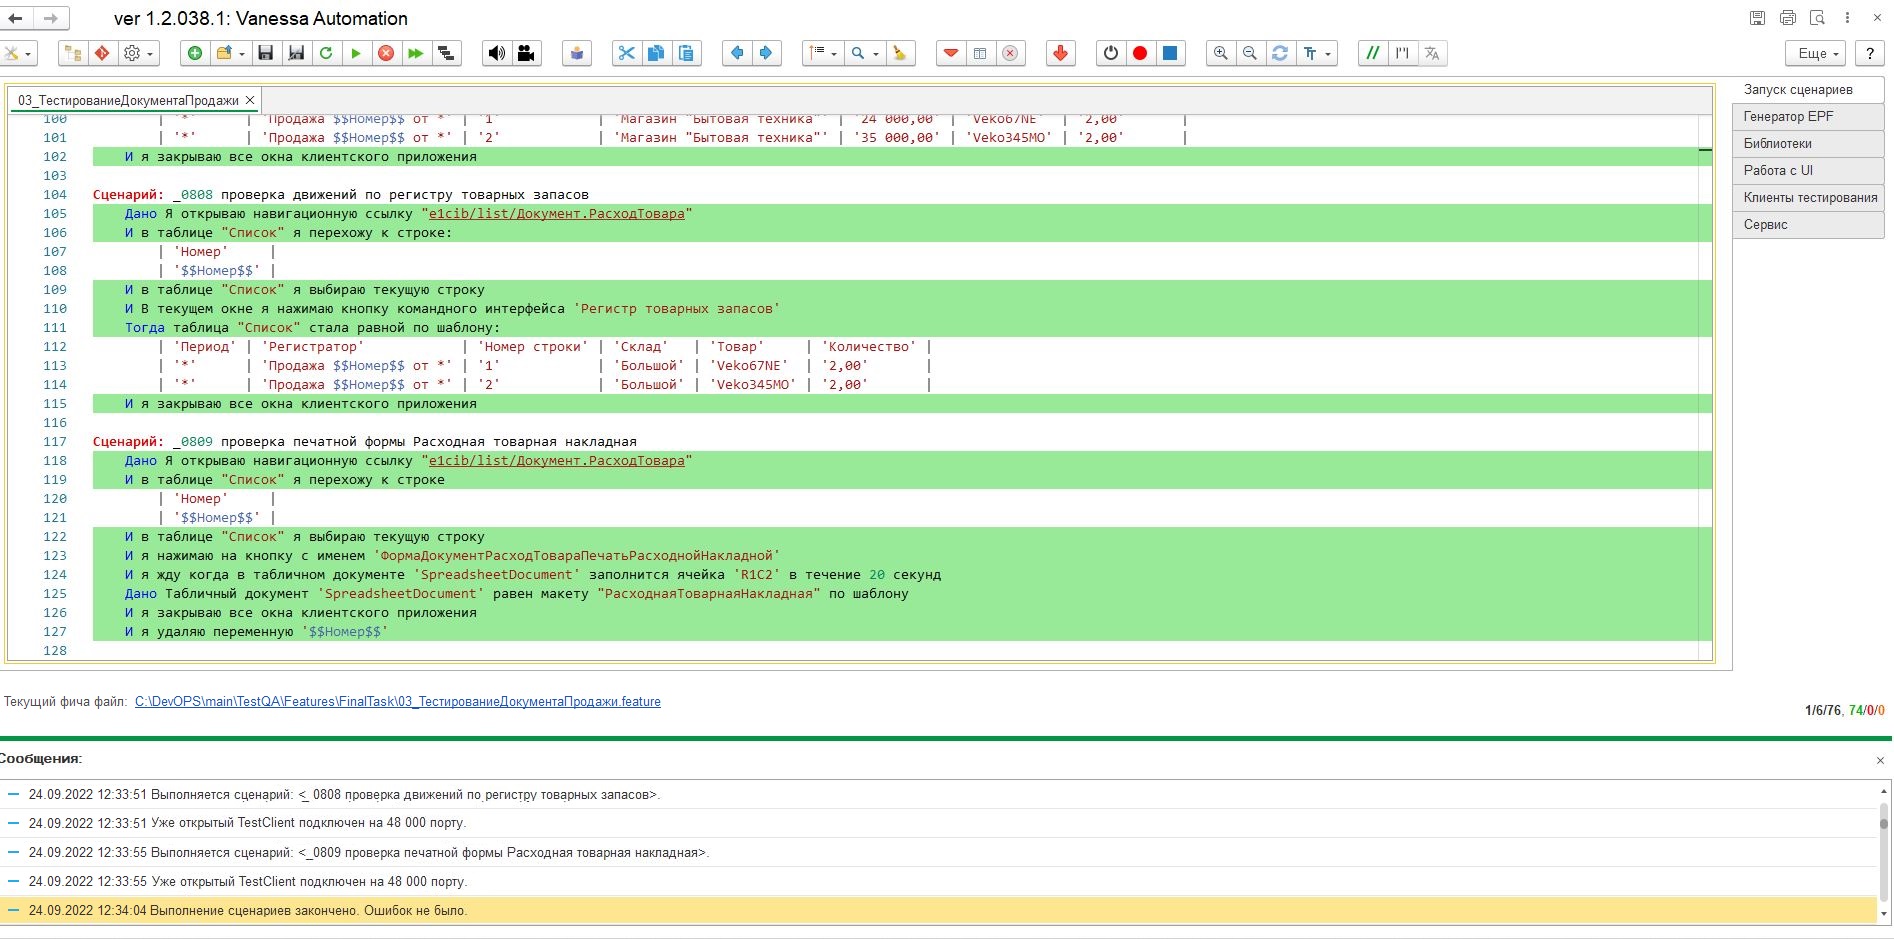 ver 1.2.038.1: Vanessa Automation
Еще
?
03_ТестированиеДокументаПродажи
Запуск сценариев
Генератор EPF
Библиотеки
Работа с UI
Клиенты тестирования
Сервис
100 | '*' | 'Продажа $$Номер$$ от *' | '1' | 'Магазин "Бытовая техника"' | '24 000,00' | 'Veko67NE' | '2,00' |
101 | '*' | 'Продажа $$Номер$$ от *' | '2' | 'Магазин "Бытовая техника"' | '35 000,00' | 'Veko345MO' | '2,00' |
102 И я закрываю все окна клиентского приложения
103
104 Сценарий: _0808 проверка движений по регистру товарных запасов
105 Дано Я открываю навигационную ссылку "e1cib/list/Документ.РасходТовара"
106 И в таблице "Список" я перехожу к строке:
107 | 'Номер' |
108 | '$$Номер$$' |
109 И в таблице "Список" я выбираю текущую строку
110 И В текущем окне я нажимаю кнопку командного интерфейса 'Регистр товарных запасов'
111 Тогда таблица "Список" стала равной по шаблону:
112 | 'Период' | 'Регистратор' | 'Номер строки' | 'Склад' | 'Товар' | 'Количество' |
113 | '*' | 'Продажа $$Номер$$ от *' | '1' | 'Большой' | 'Veko67NE' | '2,00' |
114 | '*' | 'Продажа $$Номер$$ от *' | '2' | 'Большой' | 'Veko345MO' | '2,00' |
115 И я закрываю все окна клиентского приложения
116
117 Сценарий: _0809 проверка печатной формы Расходная товарная накладная
118 Дано Я открываю навигационную ссылку "e1cib/list/Документ.РасходТовара"
119 И в таблице "Список" я перехожу к строке
120 | 'Номер' |
121 | '$$Номер$$' |
122 И в таблице "Список" я выбираю текущую строку
123 И я нажимаю на кнопку с именем 'ФормаДокументРасходТовараПечатьРасходнойНакладной'
124 И я жду когда в табличном документе 'SpreadsheetDocument' заполнится ячейка 'R1C2' в течение 20 секунд
125 Дано Табличный документ 'SpreadsheetDocument' равен макету "РасходнаяТоварнаяНакладная" по шаблону
126 И я закрываю все окна клиентского приложения
127 И я удаляю переменную '$$Номер$$'
128
Текущий фича файл: C:\DevOPS\main\TestQA\Features\FinalTask\03_ТестированиеДокументаПродажи.feature
1/6/76, 74/0/0
Сообщения:
24.09.2022 12:33:51 Выполняется сценарий: <_0808 проверка движений по регистру товарных запасов>.
24.09.2022 12:33:51 Уже открытый TestClient подключен на 48 000 порту.
24.09.2022 12:33:55 Выполняется сценарий: <_0809 проверка печатной формы Расходная товарная накладная>.
24.09.2022 12:33:55 Уже открытый TestClient подключен на 48 000 порту.
24.09.2022 12:34:04 Выполнение сценариев закончено. Ошибок не было.